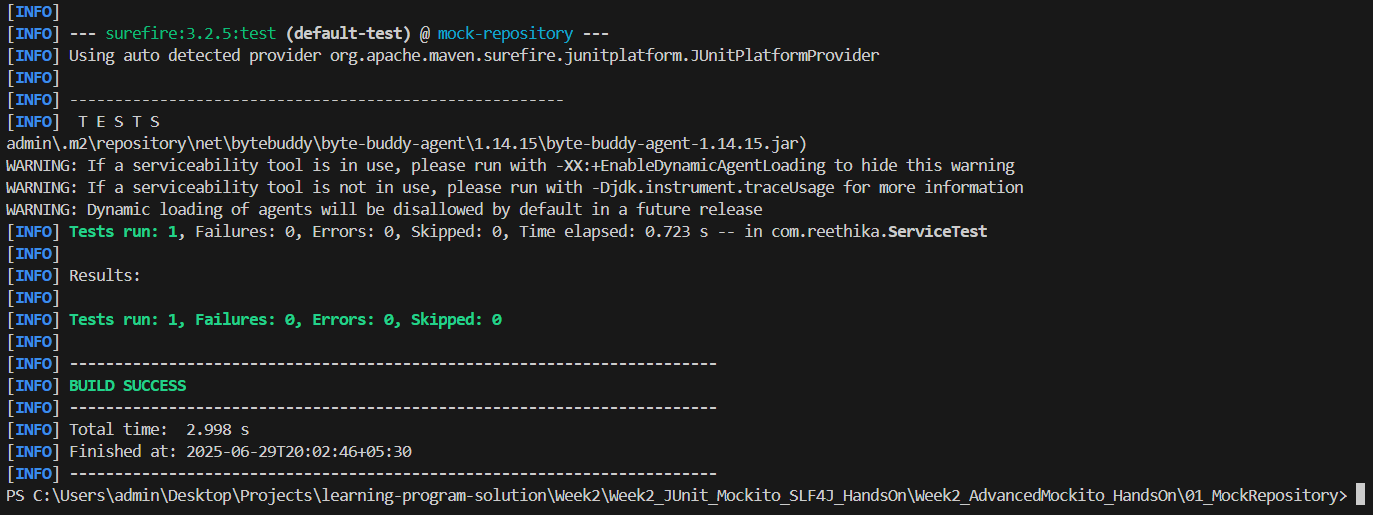 [INFO]
[INFO] --- surefire:3.2.5:test (default-test) @ mock-repository ---
[INFO] Using auto detected provider org.apache.maven.surefire.junitplatform.JUnitPlatformProvider
[INFO]
[INFO] -------------------------------------------------------
[INFO]  T E S T S
admin\.m2\repository\net\bytebuddy\byte-buddy-agent\1.14.15\byte-buddy-agent-1.14.15.jar)
WARNING: If a serviceability tool is in use, please run with -XX:+EnableDynamicAgentLoading to hide this warning
WARNING: If a serviceability tool is not in use, please run with -Djdk.instrument.traceUsage for more information
WARNING: Dynamic loading of agents will be disallowed by default in a future release
[INFO] Tests run: 1, Failures: 0, Errors: 0, Skipped: 0, Time elapsed: 0.723 s -- in com.reethika.ServiceTest
[INFO]
[INFO] Results:
[INFO]
[INFO] Tests run: 1, Failures: 0, Errors: 0, Skipped: 0
[INFO]
[INFO] ------------------------------------------------------------------------
[INFO] BUILD SUCCESS
[INFO] ------------------------------------------------------------------------
[INFO] Total time:  2.998 s
[INFO] Finished at: 2025-06-29T20:02:46+05:30
[INFO] ------------------------------------------------------------------------
PS C:\Users\admin\Desktop\Projects\learning-program-solution\Week2\Week2_JUnit_Mockito_SLF4J_HandsOn\Week2_AdvancedMockito_HandsOn\01_MockRepository>